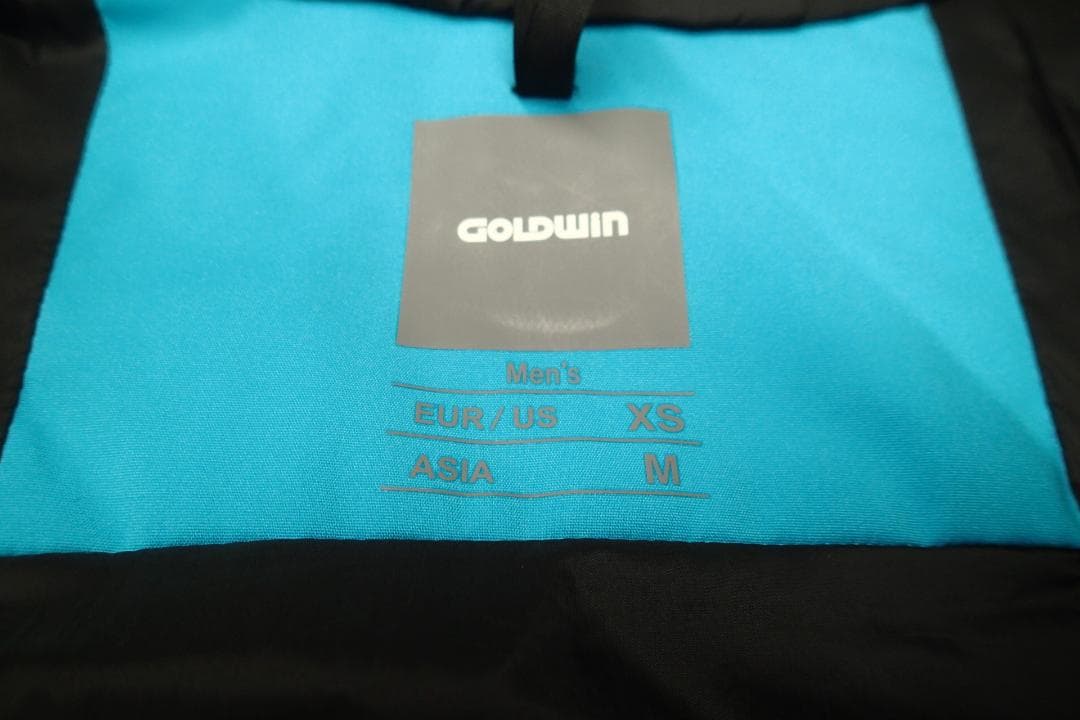 GOLDWIN
Men's
EUR / US XS
ASIA M